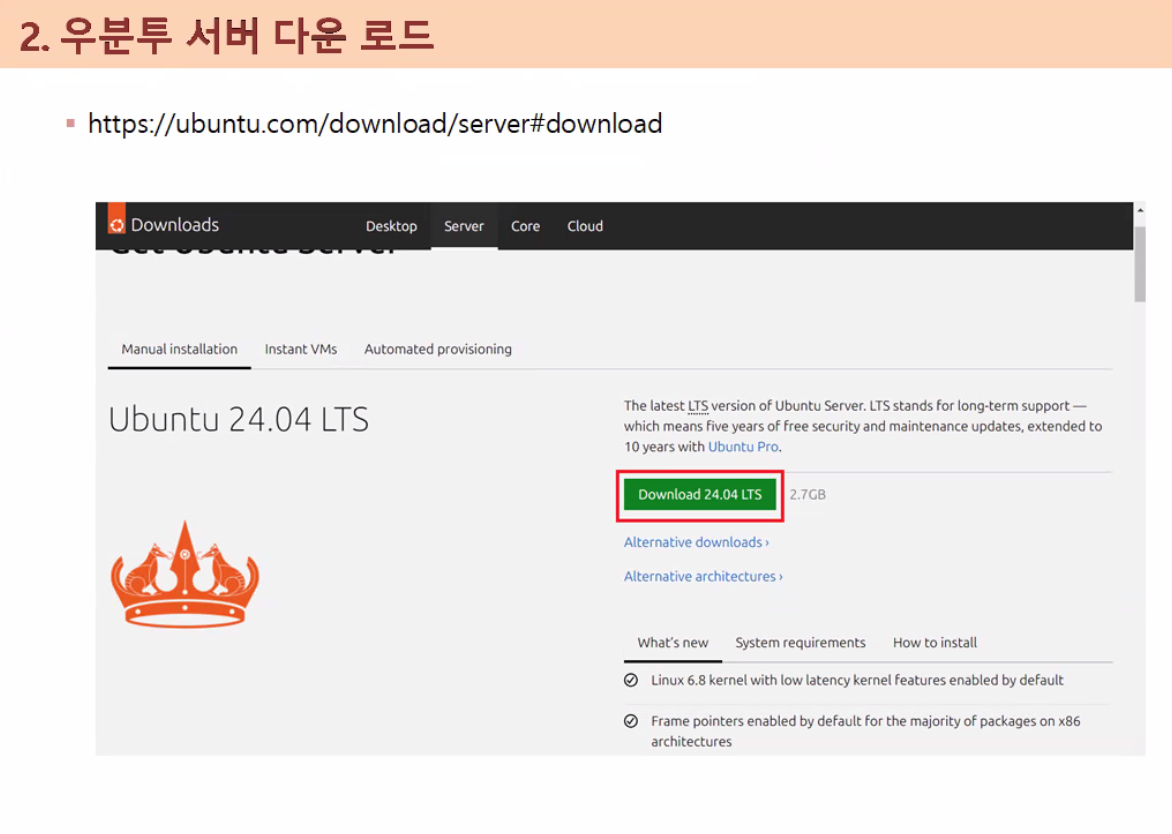 2. 우분투 서버 다운 로드
https://ubuntu.com/download/server#download
Downloads
Desktop
Server
Core
Cloud
Get Ubuntu Server
Manual installation
Instant VMs
Automated provisioning
Ubuntu 24.04 LTS
The latest LTS version of Ubuntu Server. LTS stands for long-term support —
which means five years of free security and maintenance updates, extended to
10 years with Ubuntu Pro.
Download 24.04 LTS
2.7GB
Alternative downloads ›
Alternative architectures ›
What's new
System requirements
How to install
Linux 6.8 kernel with low latency kernel features enabled by default
Frame pointers enabled by default for the majority of packages on x86
architectures